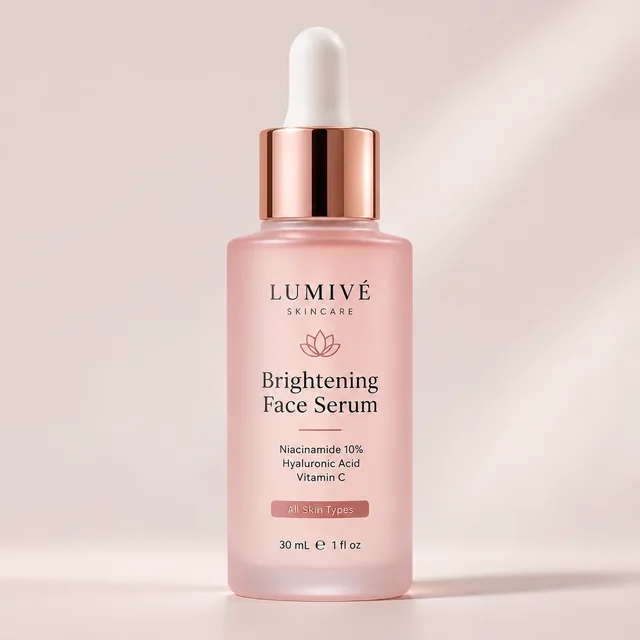 LUMIVÉ
SKINCARE
Brightening
Face Serum
Niacinamide 10%
Hyaluronic Acid
Vitamin C
All Skin Types
30 mL ℮ 1 fl oz